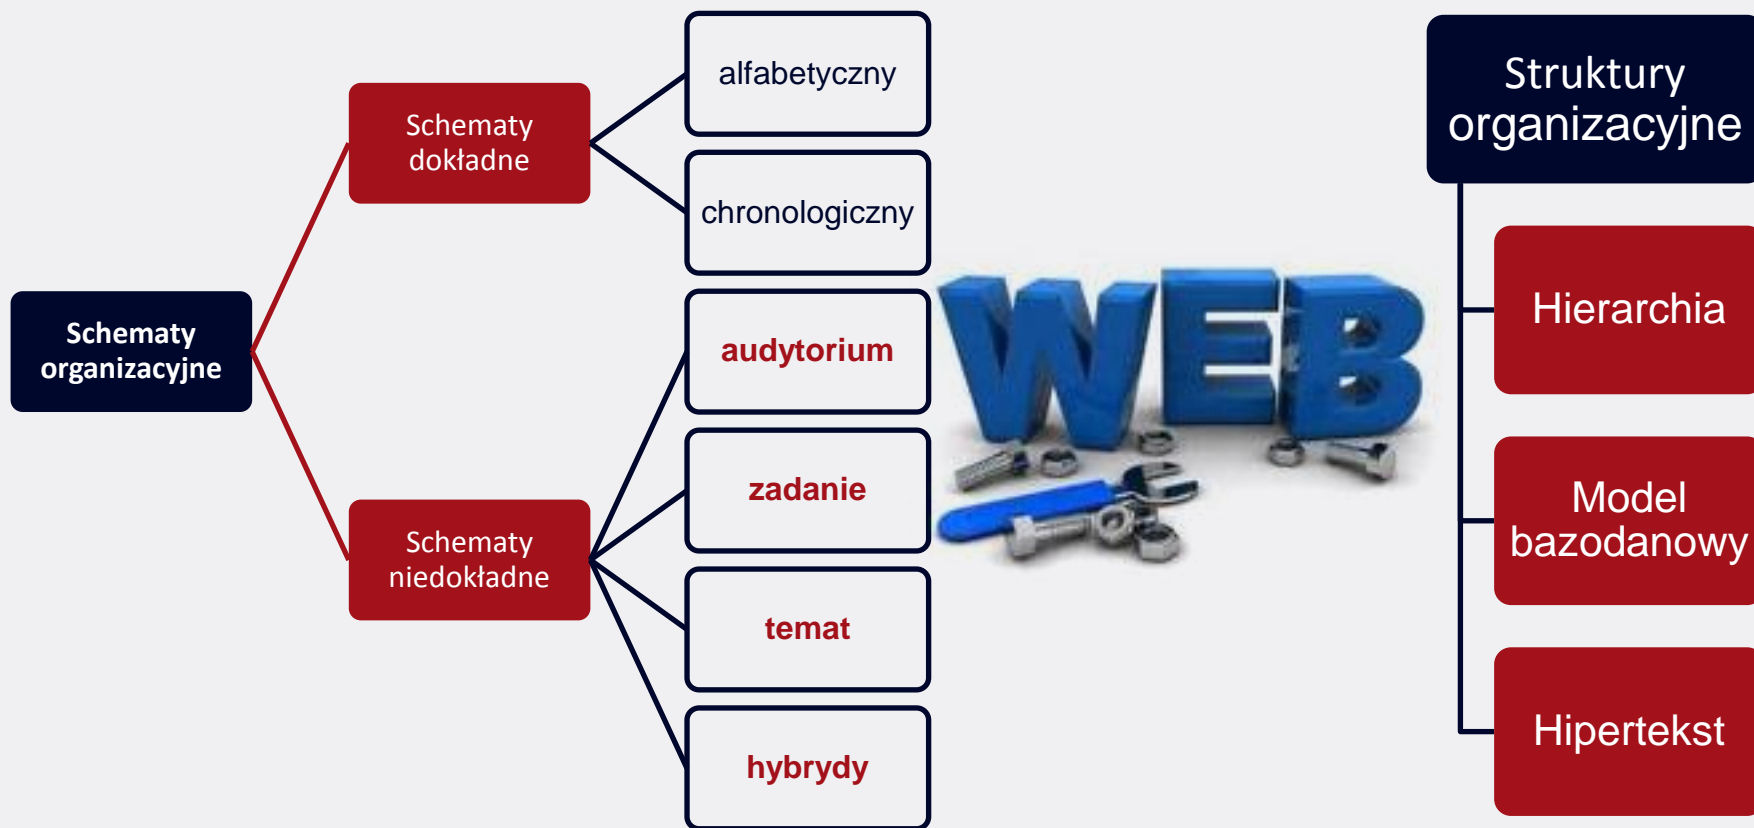 Schematy
organizacyjne
Schematy
dokładne
alfabetyczny
chronologiczny
Schematy
niedokładne
audytorium
zadanie
temat
hybrydy
WEB
Struktury
organizacyjne
Hierarchia
Model
bazodanowy
Hipertekst